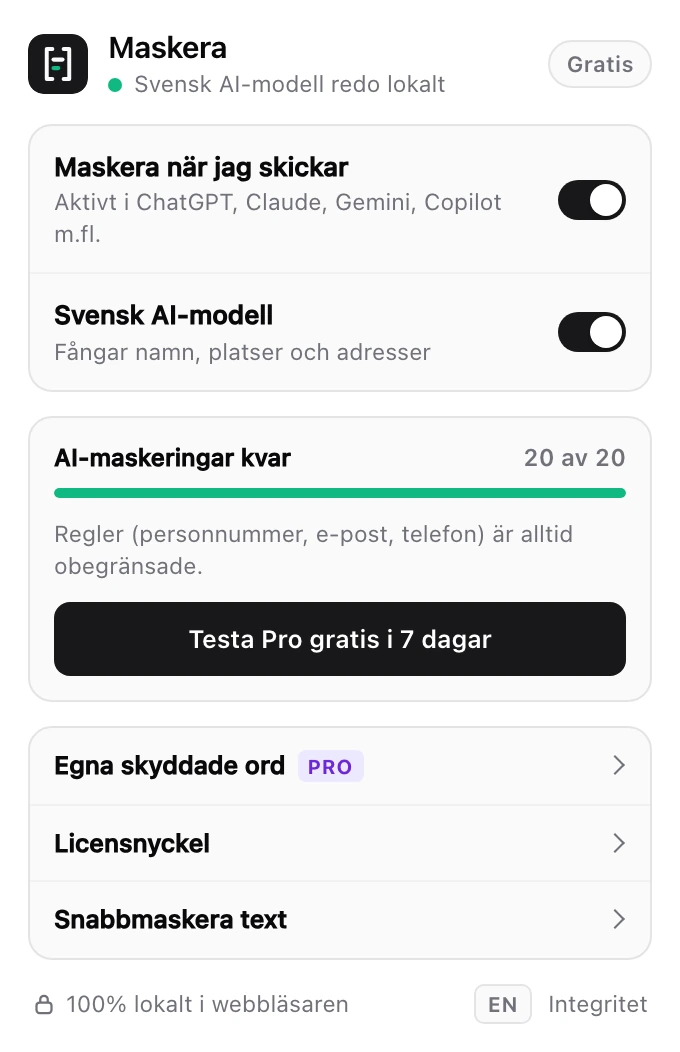 Maskera
Svensk AI-modell redo lokalt
Gratis
Maskera när jag skickar
Aktivt i ChatGPT, Claude, Gemini, Copilot
m.fl.
Svensk AI-modell
Fångar namn, platser och adresser
AI-maskeringar kvar
20 av 20
Regler (personnummer, e-post, telefon) är alltid
obegränsade.
Testa Pro gratis i 7 dagar
Egna skyddade ord PRO
Licensnyckel
Snabbmaskera text
100% lokalt i webbläsaren
EN
Integritet